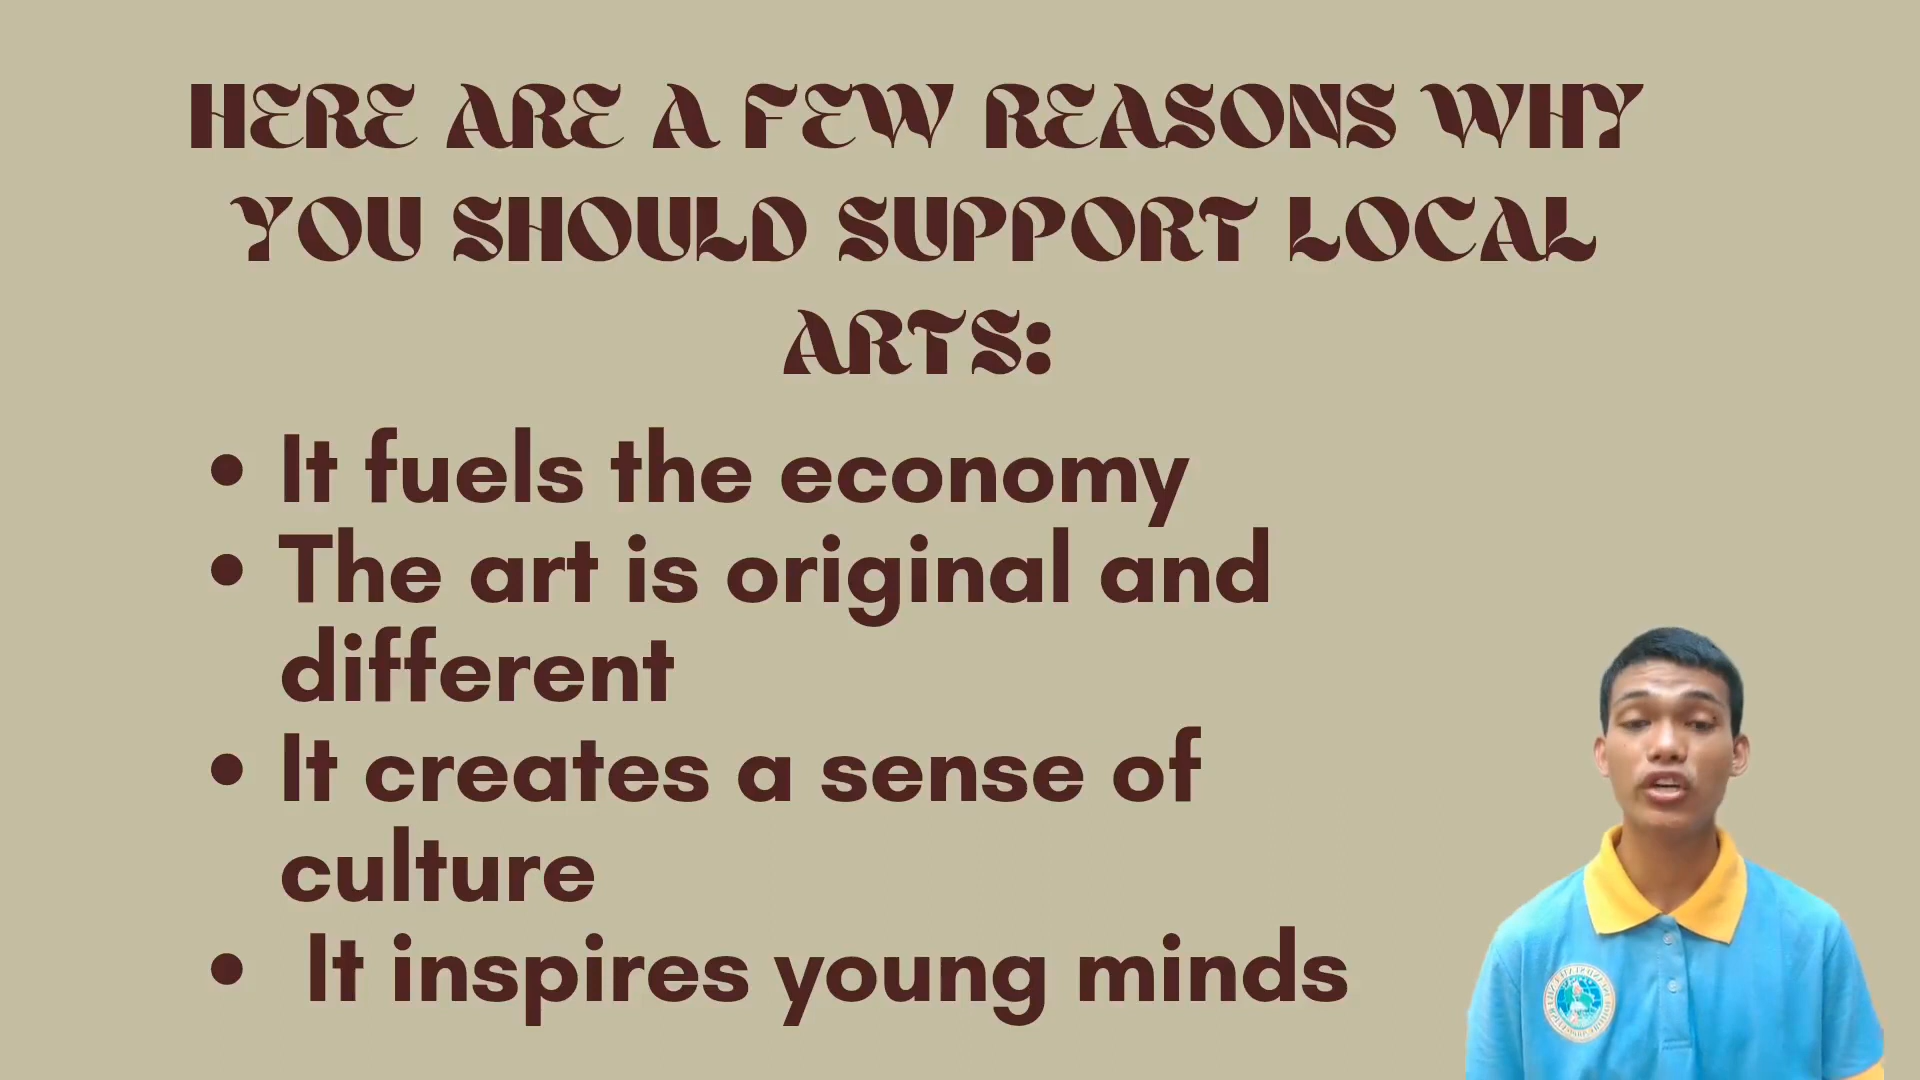 HERE ARE A FEW REASONS WHY
YOU SHOULD SUPPORT LOCAL
ARTS:
• It fuels the economy
• The art is original and
different
• It creates a sense of
culture
• It inspires young minds